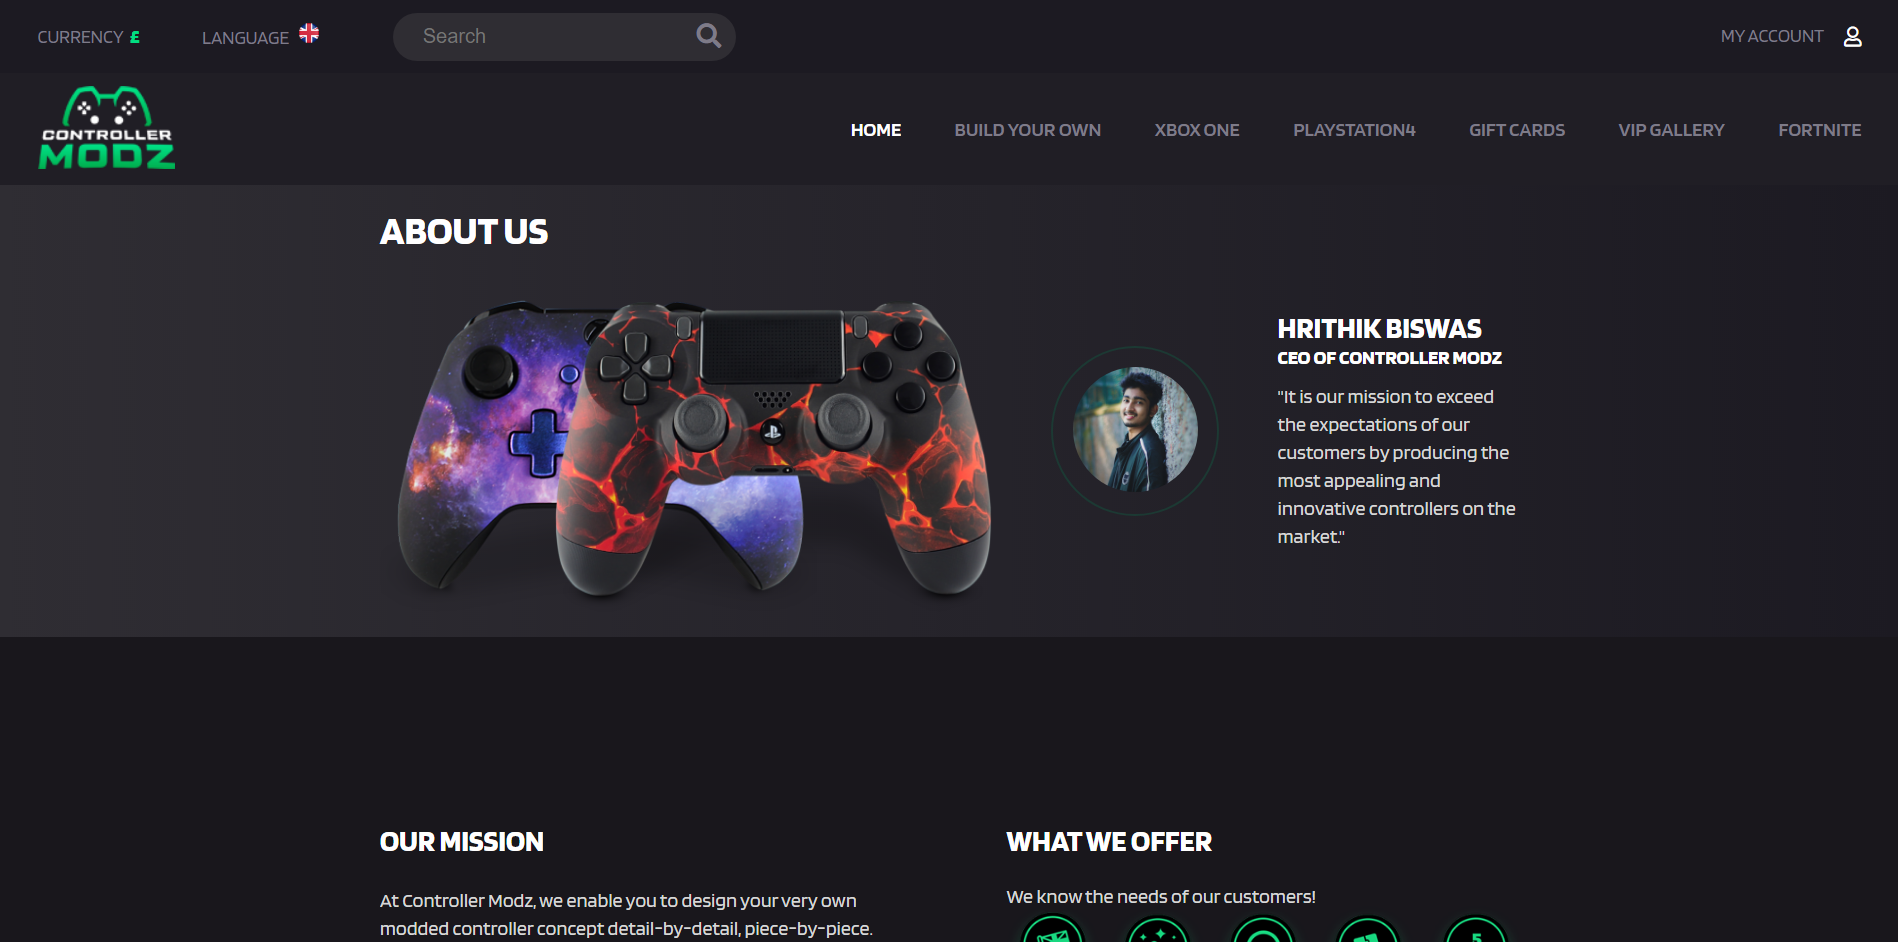 CURRENCY £
LANGUAGE
Search
MY ACCOUNT
CONTROLLER
MODZ
HOME
BUILD YOUR OWN
XBOX ONE
PLAYSTATION4
GIFT CARDS
VIP GALLERY
FORTNITE
ABOUT US
HRITHIK BISWAS
CEO OF CONTROLLER MODZ
"It is our mission to exceed
the expectations of our
customers by producing the
most appealing and
innovative controllers on the
market."
OUR MISSION
At Controller Modz, we enable you to design your very own
modded controller concept detail-by-detail, piece-by-piece.
WHAT WE OFFER
We know the needs of our customers!
5